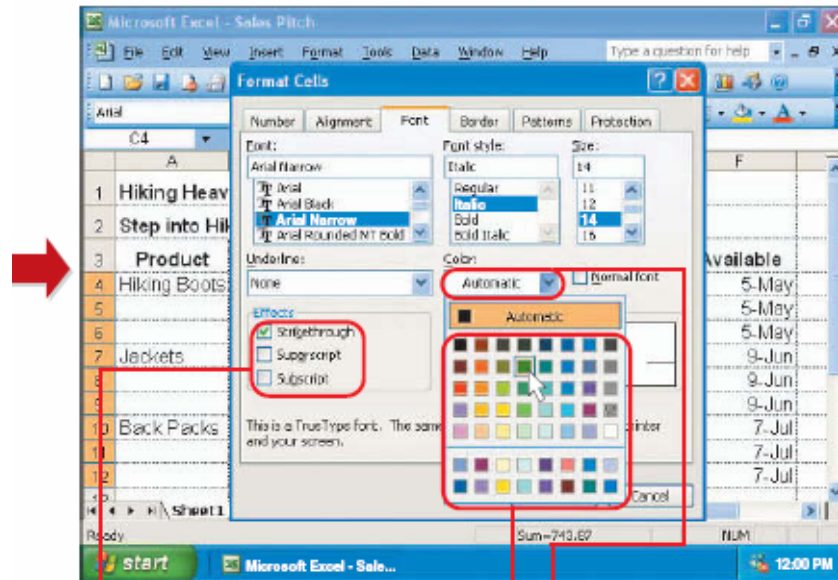 Microsoft Excel - Sales Pitch
File Edit View Insert Format Tools Data Window Help Type a question for help
Arial
C4
Format Cells
Number Alignment Font Border Patterns Protection
Font: Font style: Size:
Arial Narrow Italic 14
Arial Regular 11
Arial Black Italic 12
Arial Narrow Bold 14
Arial Rounded MT Bold Bold Italic 16
Underline: Color:
None Automatic Normal font
Automatic
Effects
Strikethrough
Superscript
Subscript
This is a TrueType font. The same printer
and your screen.
Cancel
A F
1 Hiking Heav
2 Step into Hik
3 Product Available
4 Hiking Boots 5-May
5 5-May
6 5-May
7 Jackets 9-Jun
8 9-Jun
9 9-Jun
10 Back Packs 7-Jul
11 7-Jul
12 7-Jul
Sheet1
Ready Sum=743.87 NUM
start Microsoft Excel - Sale... 12:00 PM